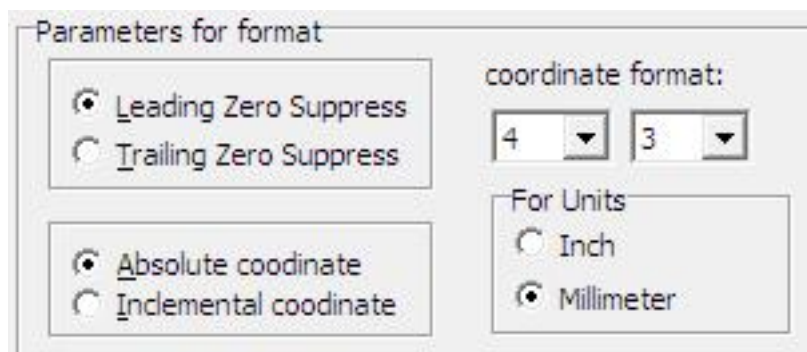 Parameters for format
Leading Zero Suppress
Trailing Zero Suppress
coordinate format:
4 3
Absolute coodinate
Inclemental coodinate
For Units
Inch
Millimeter